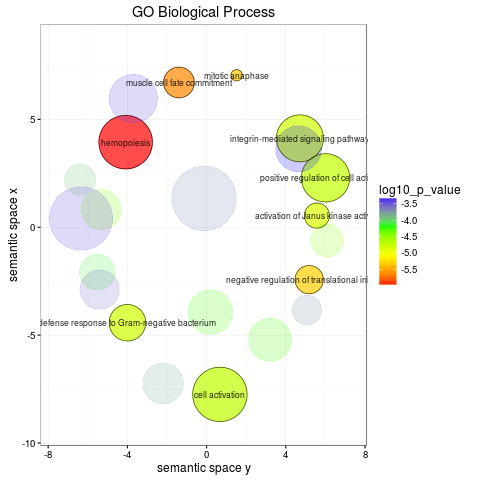 GO Biological Process
mitotic anaphase
muscle cell fate commitment
hemopoiesis
integrin-mediated signaling pathway
positive regulation of cell acti
activation of Janus kinase acti
negative regulation of translational ini
defense response to Gram-negative bacterium
cell activation
5
0
-5
-10
-8
-4
0
4
8
semantic space y
semantic space x
log10_p_value
-3.5
-4.0
-4.5
-5.0
-5.5